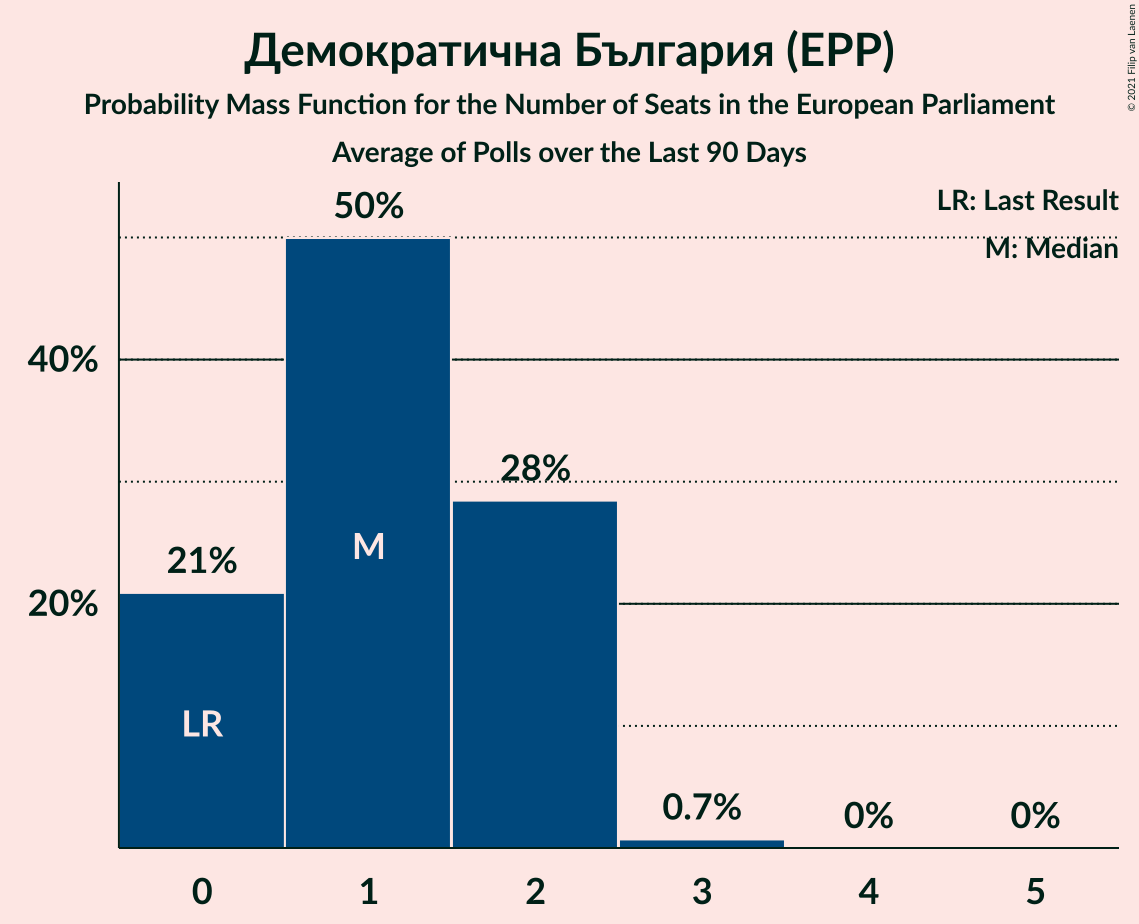 Демократична България (EPP)
Probability Mass Function for the Number of Seats in the European Parliament
Average of Polls over the Last 90 Days
© 2021 Filip van Laenen
LR: Last Result
M: Median
50%
40%
28%
21%
20%
M
LR
0.7%
0%
0%
0
1
2
3
4
5